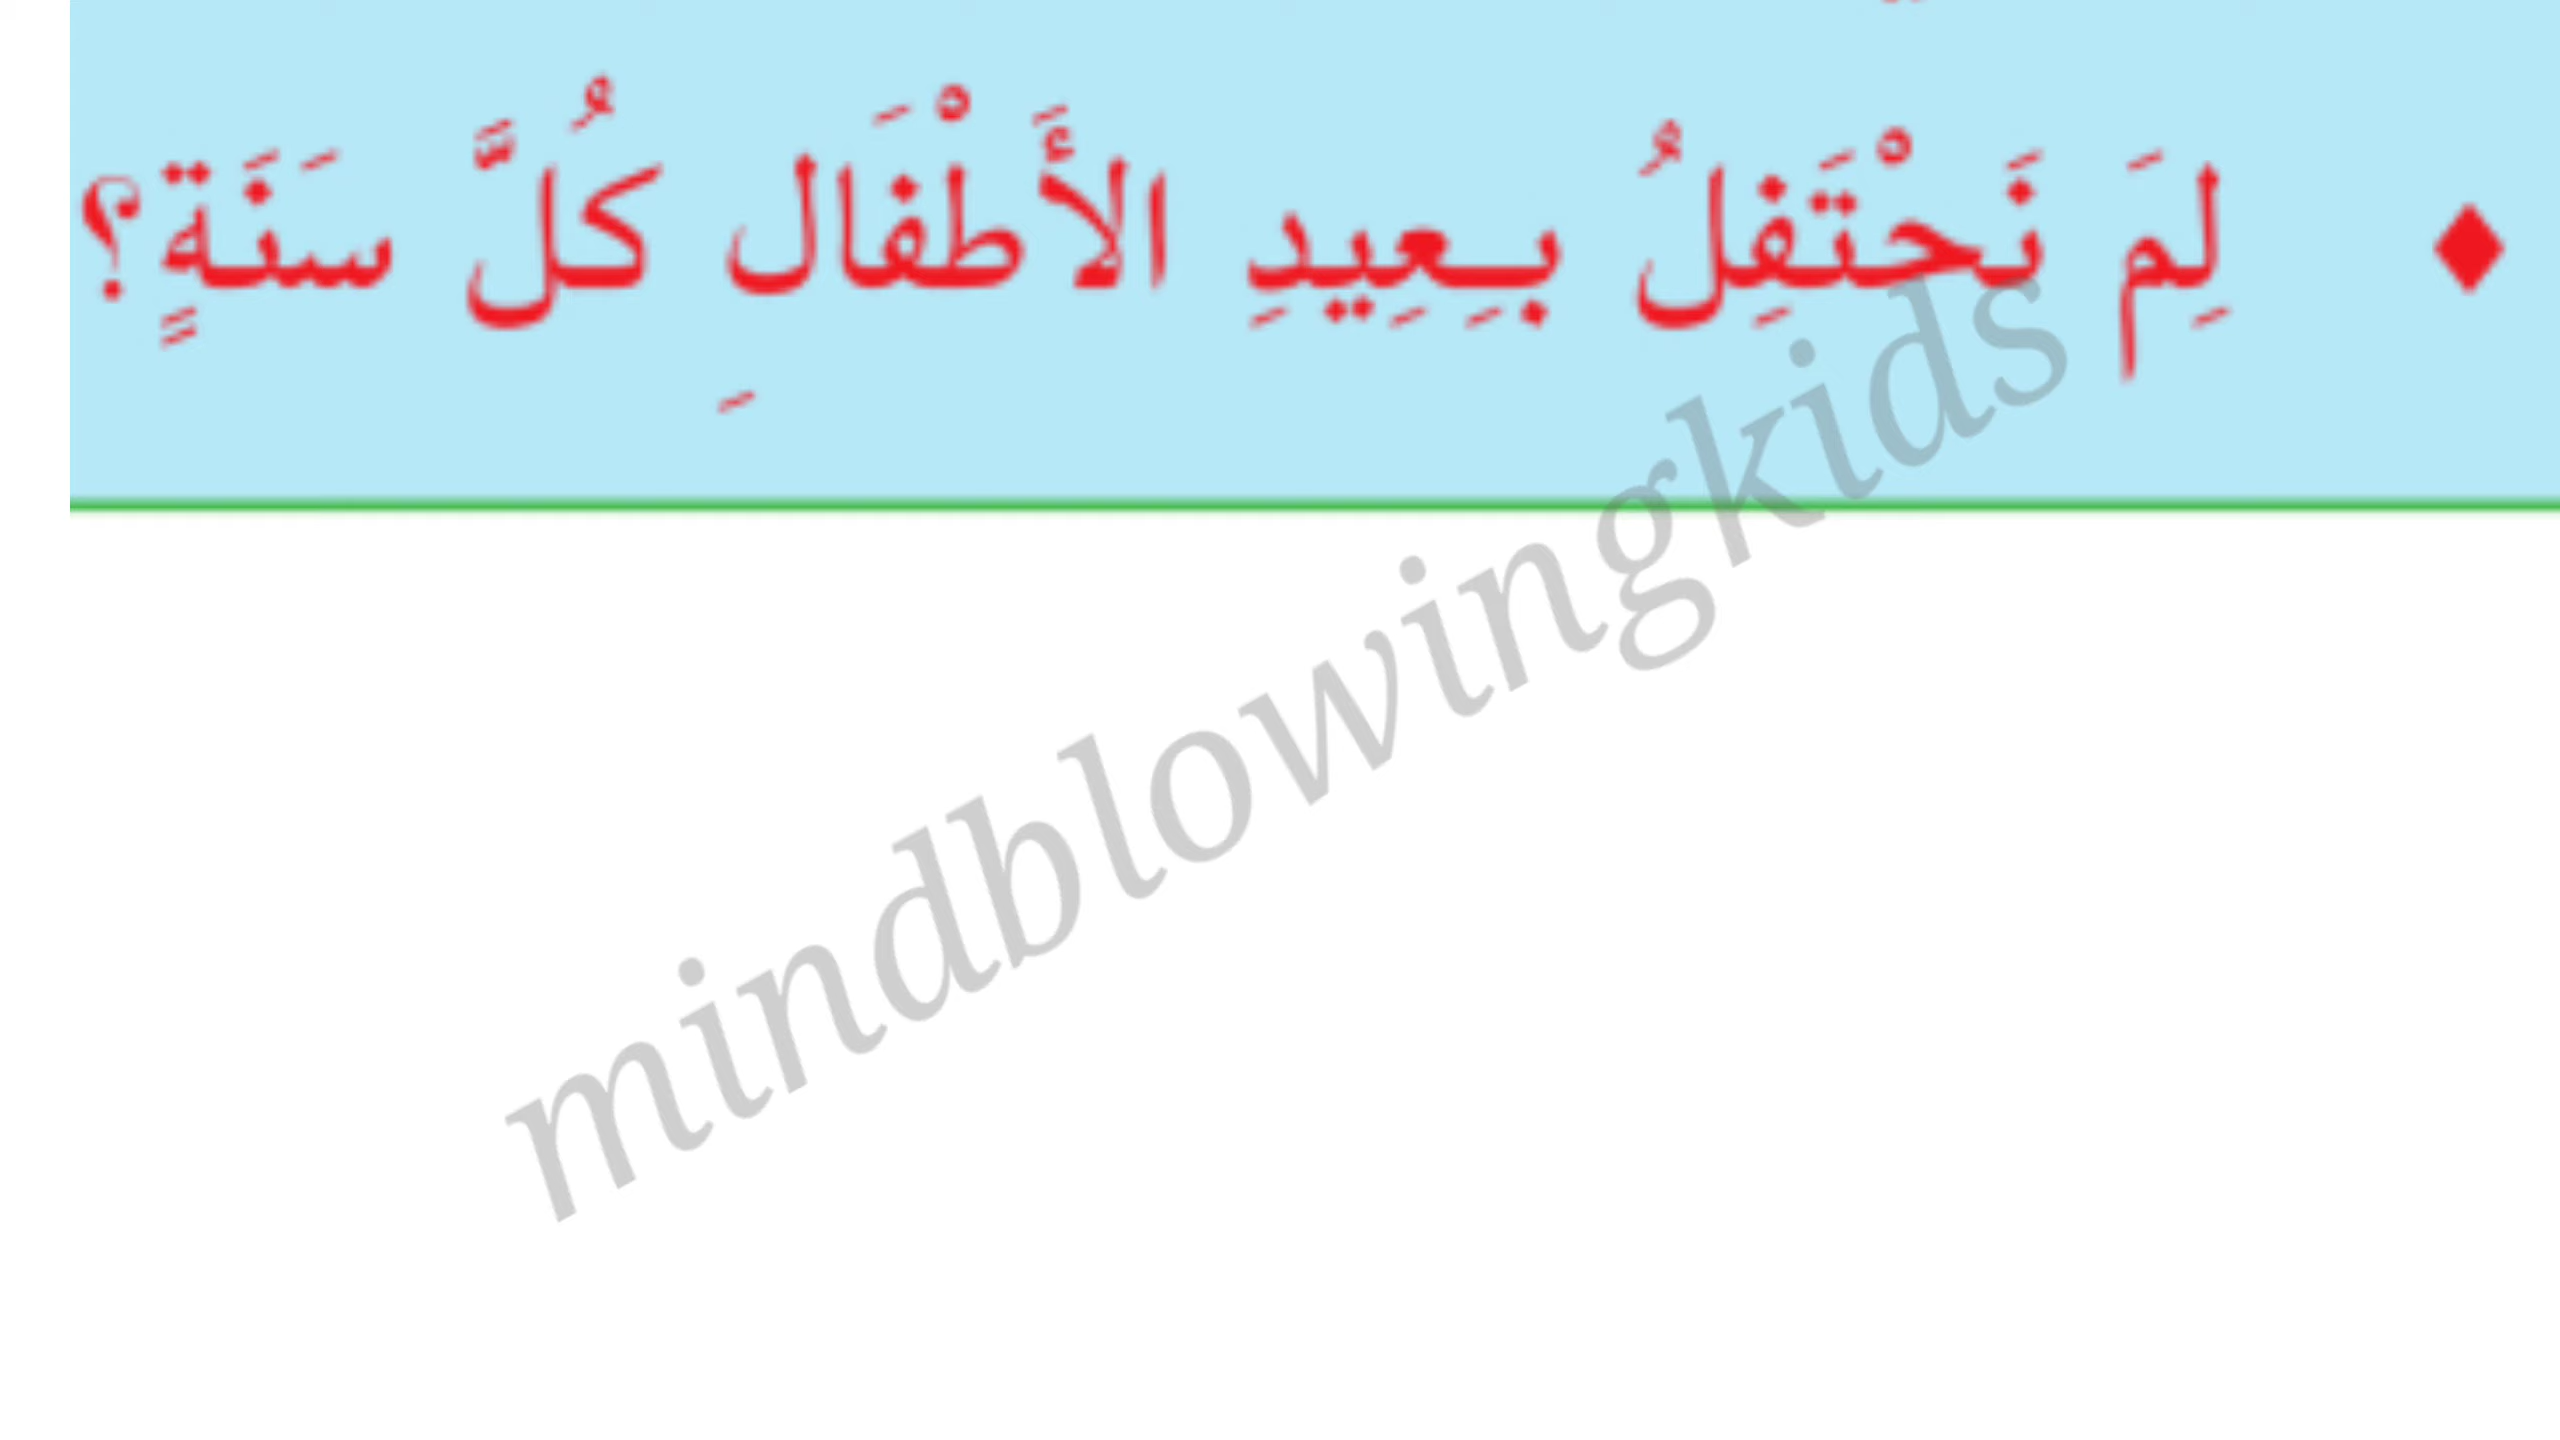 ♦ لِمَ نَحْتَفِلُ بِعِيدِ الأَطْفَالِ كُلَّ سَنَةٍ؟
mindblowingkids